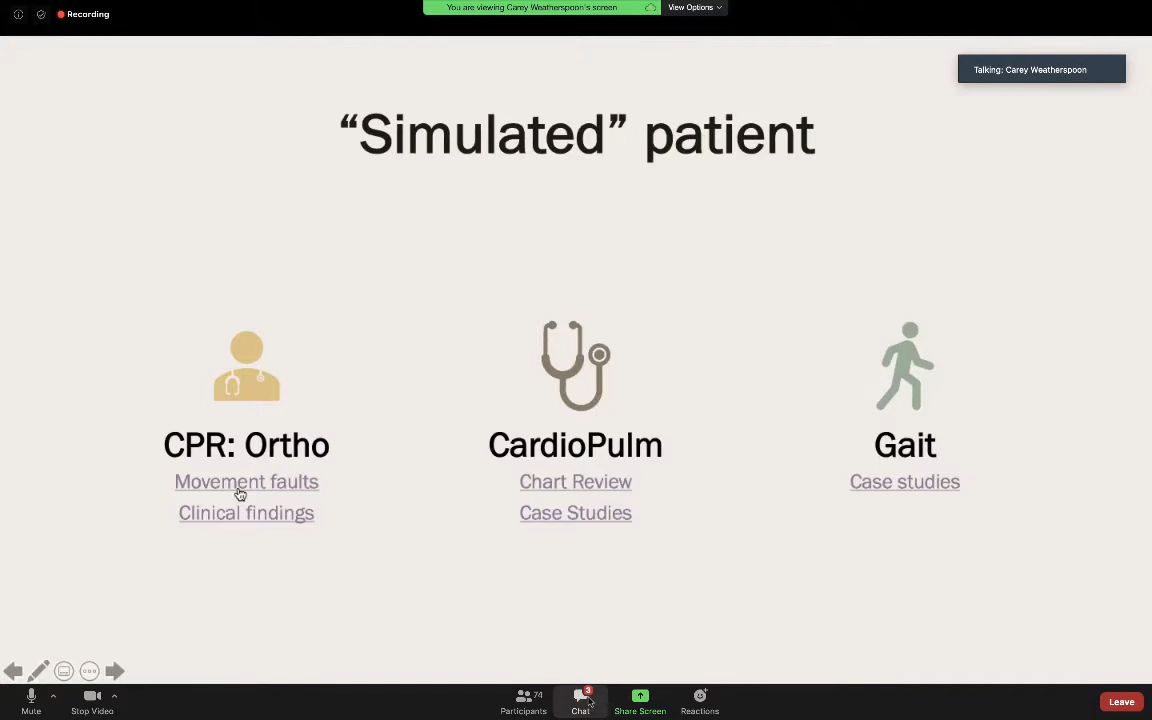 You are viewing Carey Weatherspoon's screen
View Options
Recording
Talking: Carey Weatherspoon
“Simulated” patient
CPR: Ortho
Movement faults
Clinical findings
CardioPulm
Chart Review
Case Studies
Gait
Case studies
Mute
Stop Video
74
Participants
3
Chat
Share Screen
Reactions
Leave